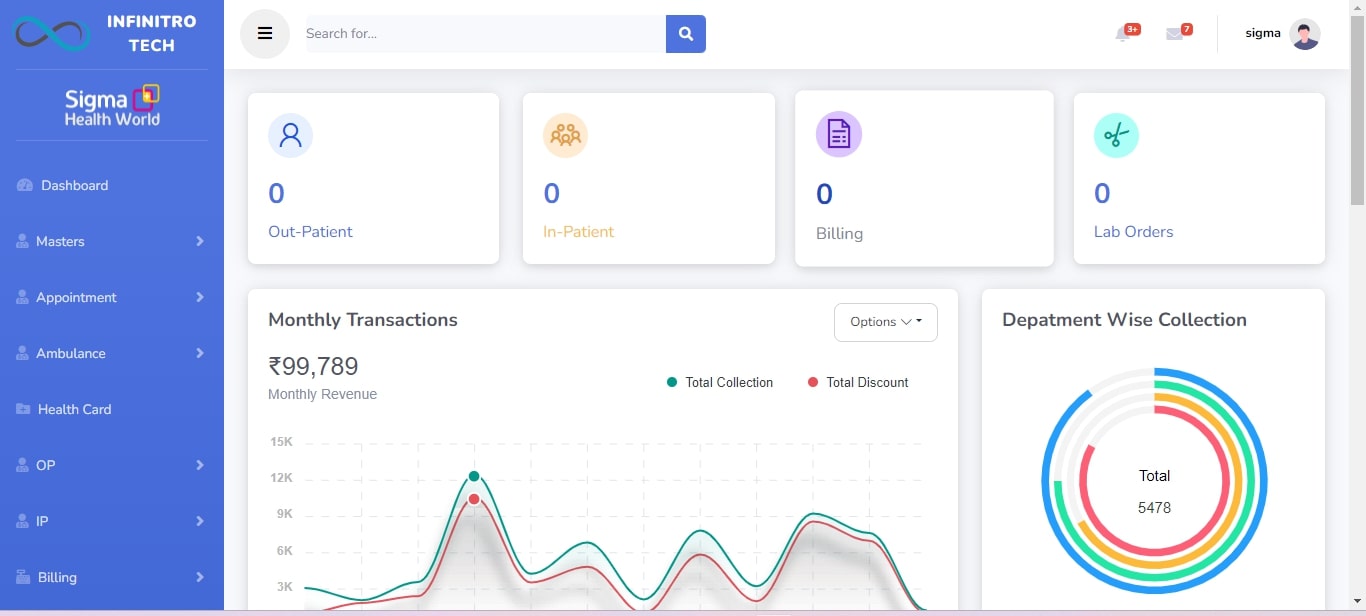 INFINITRO
TECH
Search for...
3+
7
sigma
Sigma
Health World
Dashboard
Masters
Appointment
Ambulance
Health Card
OP
IP
Billing
0
Out-Patient
0
In-Patient
0
Billing
0
Lab Orders
Monthly Transactions
Options
₹99,789
Monthly Revenue
Total Collection
Total Discount
15K
12K
9K
6K
3K
Depatment Wise Collection
Total
5478